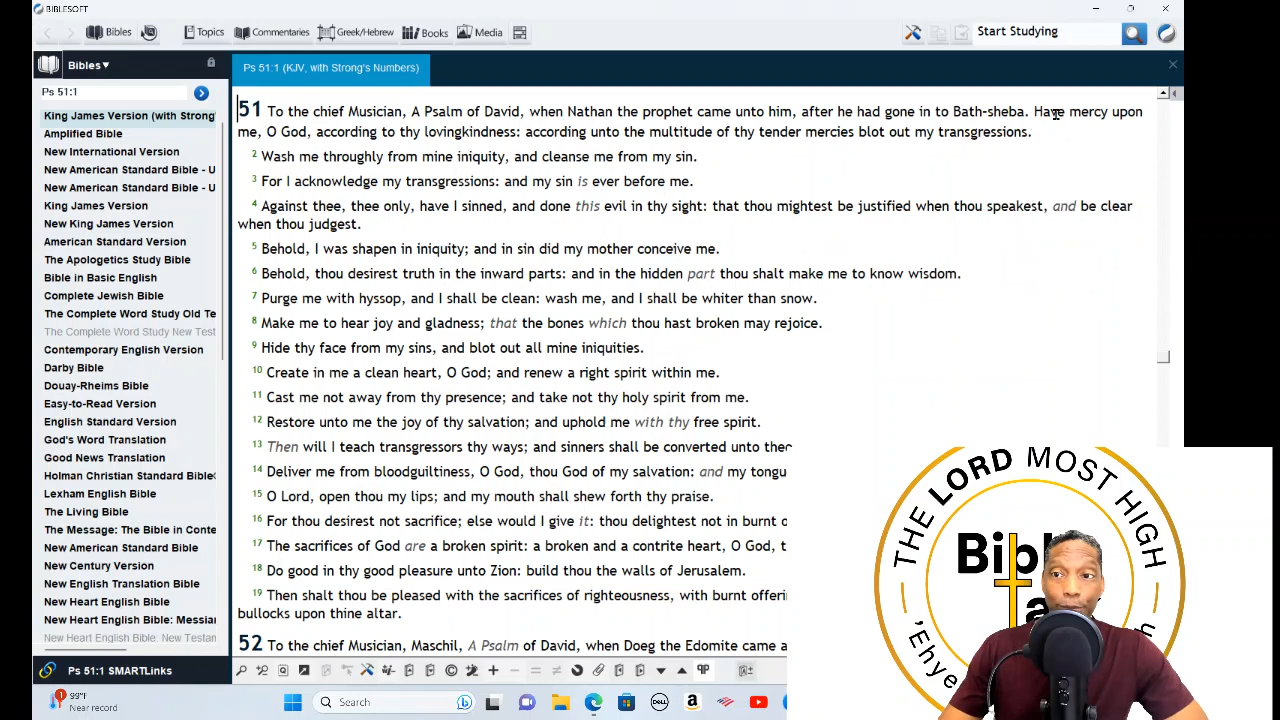 BIBLESOFT
Bibles
Topics
Commentaries
Greek/Hebrew
Books
Media
Start Studying
Bibles▾
Ps 51:1 (KJV, with Strong's Numbers)
Ps 51:1
King James Version (with Strong
Amplified Bible
New International Version
New American Standard Bible - U
New American Standard Bible - U
King James Version
New King James Version
American Standard Version
The Apologetics Study Bible
Bible in Basic English
Complete Jewish Bible
The Complete Word Study Old Te
The Complete Word Study New Test
Contemporary English Version
Darby Bible
Douay-Rheims Bible
Easy-to-Read Version
English Standard Version
God's Word Translation
Good News Translation
Holman Christian Standard Bible
Lexham English Bible
The Living Bible
The Message: The Bible in Conte
New American Standard Bible
New Century Version
New English Translation Bible
New Heart English Bible
New Heart English Bible: Messia
New Heart English Bible: New Testan
Ps 51:1 SMARTLinks
51 To the chief Musician, A Psalm of David, when Nathan the prophet came unto him, after he had gone in to Bath-sheba. Have mercy upon
me, O God, according to thy lovingkindness: according unto the multitude of thy tender mercies blot out my transgressions.
2 Wash me throughly from mine iniquity, and cleanse me from my sin.
3 For I acknowledge my transgressions: and my sin is ever before me.
4 Against thee, thee only, have I sinned, and done this evil in thy sight: that thou mightest be justified when thou speakest, and be clear
when thou judgest.
5 Behold, I was shapen in iniquity; and in sin did my mother conceive me.
6 Behold, thou desirest truth in the inward parts: and in the hidden part thou shalt make me to know wisdom.
7 Purge me with hyssop, and I shall be clean: wash me, and I shall be whiter than snow.
8 Make me to hear joy and gladness; that the bones which thou hast broken may rejoice.
9 Hide thy face from my sins, and blot out all mine iniquities.
10 Create in me a clean heart, O God; and renew a right spirit within me.
11 Cast me not away from thy presence; and take not thy holy spirit from me.
12 Restore unto me the joy of thy salvation; and uphold me with thy free spirit.
13 Then will I teach transgressors thy ways; and sinners shall be converted unto thee
14 Deliver me from bloodguiltiness, O God, thou God of my salvation: and my tongu
15 O Lord, open thou my lips; and my mouth shall shew forth thy praise.
16 For thou desirest not sacrifice; else would I give it: thou delightest not in burnt o
17 The sacrifices of God are a broken spirit: a broken and a contrite heart, O God, t
18 Do good in thy good pleasure unto Zion: build thou the walls of Jerusalem.
19 Then shalt thou be pleased with the sacrifices of righteousness, with burnt offeri
bullocks upon thine altar.
52 To the chief Musician, Maschil, A Psalm of David, when Doeg the Edomite came a
THE LORD MOST HIGH
'Ehye
1
99°F
Near record
Search
DELL